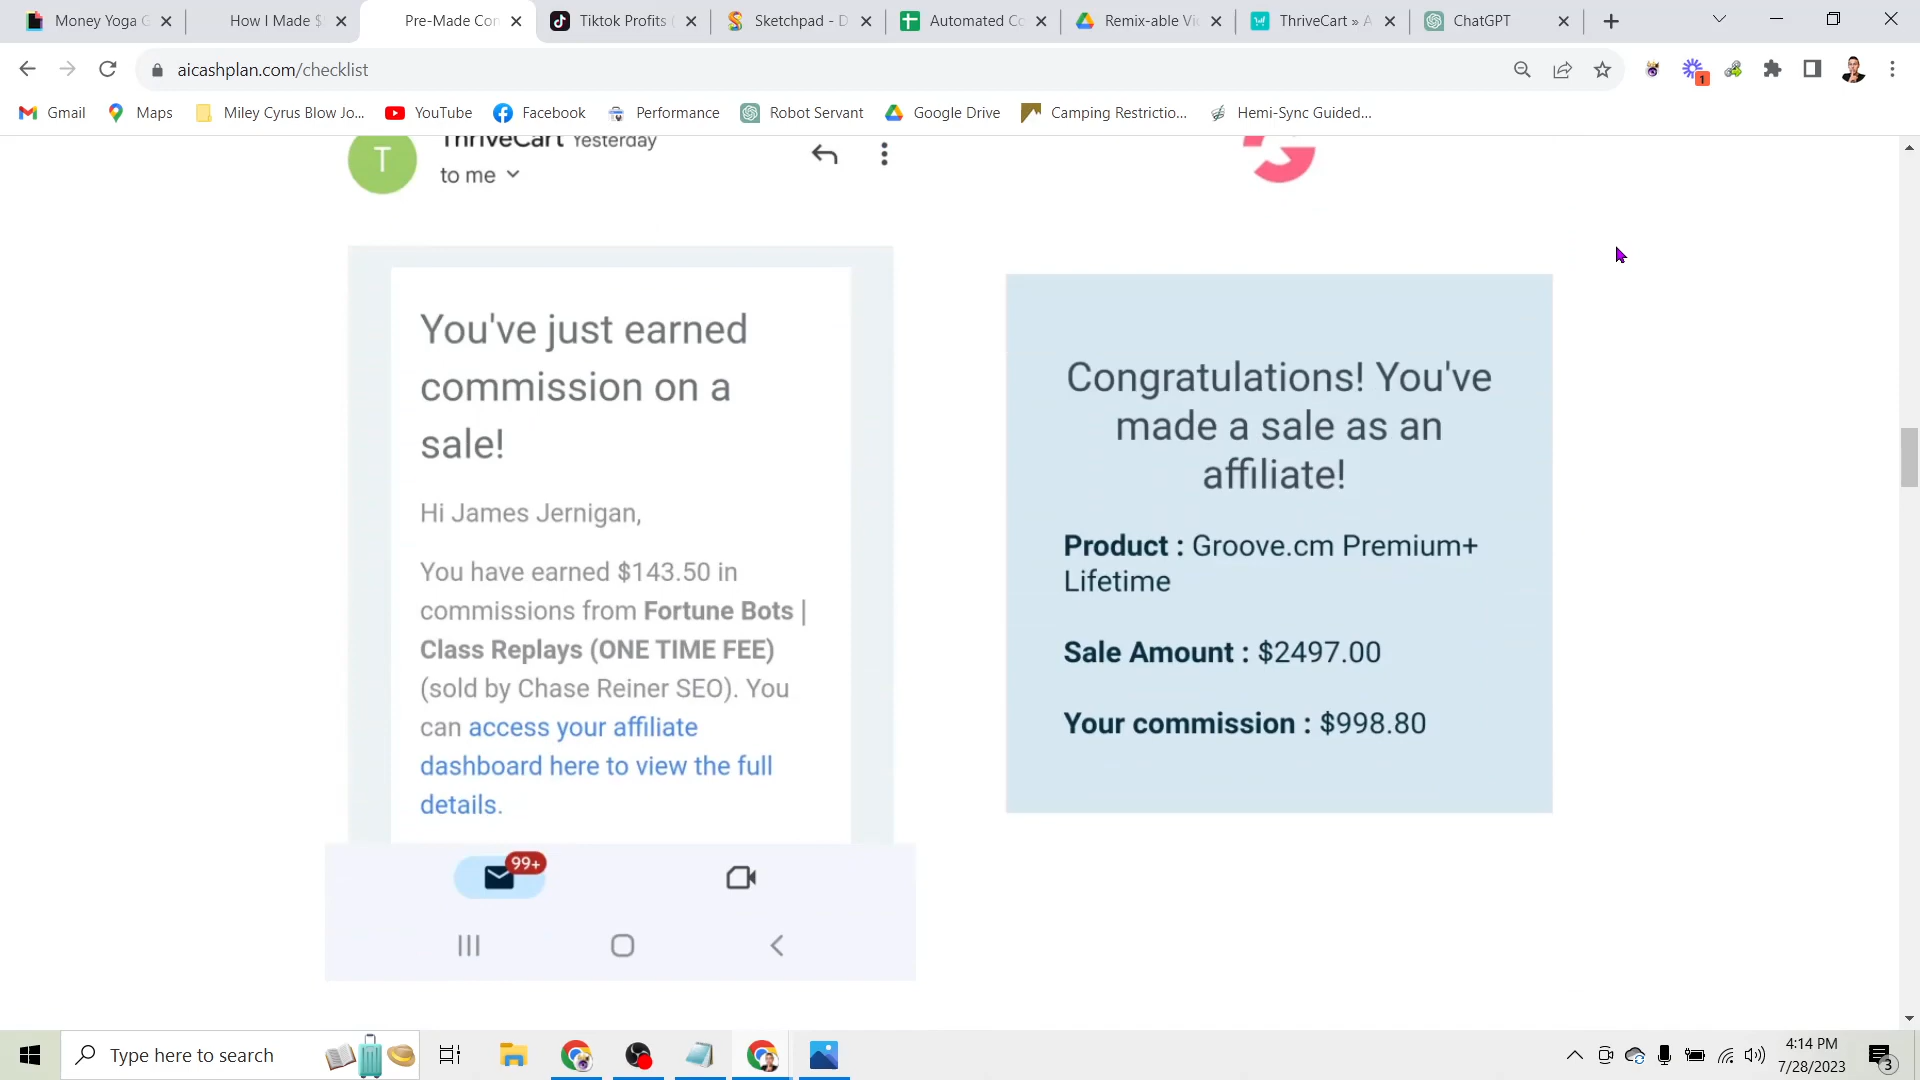 Money Yoga G
How I Made $
Pre-Made Con
Tiktok Profits (
Sketchpad - D
Automated Co
Remix-able Vi
ThriveCart » A
ChatGPT
aicashplan.com/checklist
1
Gmail
Maps
Miley Cyrus Blow Jo...
YouTube
Facebook
Performance
Robot Servant
Google Drive
Camping Restrictio...
Hemi-Sync Guided...
T
ThriveCart Yesterday
to me
You've just earned
commission on a
sale!
Hi James Jernigan,
You have earned $143.50 in
commissions from Fortune Bots |
Class Replays (ONE TIME FEE)
(sold by Chase Reiner SEO). You
can access your affiliate
dashboard here to view the full
details.
99+
Congratulations! You've
made a sale as an
affiliate!
Product : Groove.cm Premium+
Lifetime
Sale Amount : $2497.00
Your commission : $998.80
Type here to search
4:14 PM
7/28/2023
3